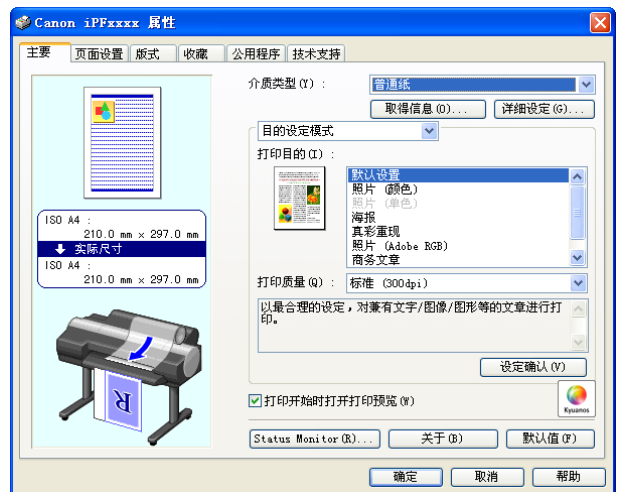 Canon iPFxxxx 属性
主要 页面设置 版式 收藏 公用程序 技术支持
介质类型(Y) : 普通纸
取得信息(O)... 详细设定(G)...
目的设定模式
打印目的(I) :
默认设置
照片 (颜色)
照片 (单色)
海报
真彩重现
照片 (Adobe RGB)
商务文章
ISO A4 :
210.0 mm × 297.0 mm
实际尺寸
ISO A4 :
210.0 mm × 297.0 mm
打印质量(Q) : 标准 (300dpi)
以最合理的设定，对兼有文字/图像/图形等的文章进行打
印。
设定确认(V)
打印开始时打开打印预览(W)
Kyuanos
R
Status Monitor(R)... 关于(B) 默认值(F)
确定 取消 帮助